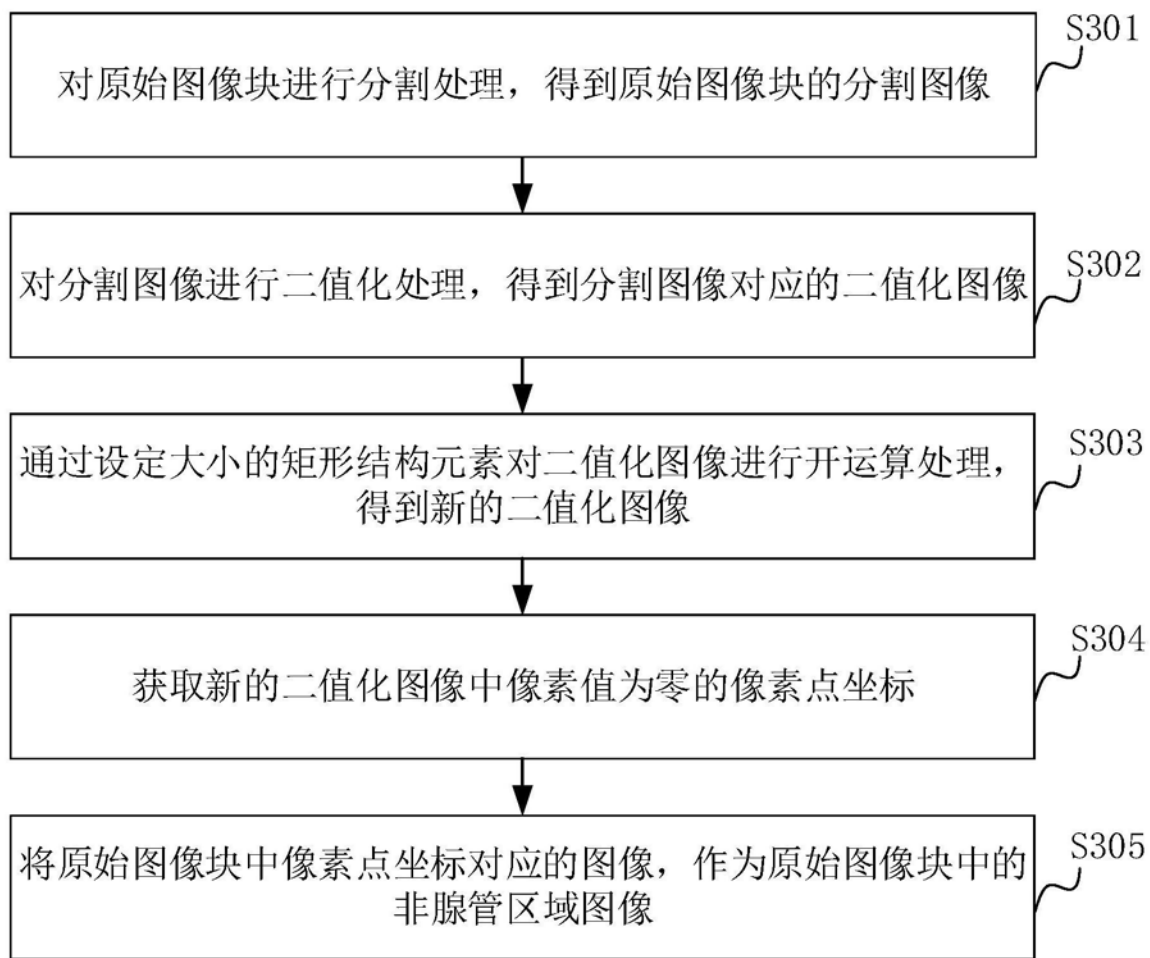 S301
对原始图像块进行分割处理，得到原始图像块的分割图像
S302
对分割图像进行二值化处理，得到分割图像对应的二值化图像
S303
通过设定大小的矩形结构元素对二值化图像进行开运算处理，
得到新的二值化图像
S304
获取新的二值化图像中像素值为零的像素点坐标
S305
将原始图像块中像素点坐标对应的图像，作为原始图像块中的
非腺管区域图像